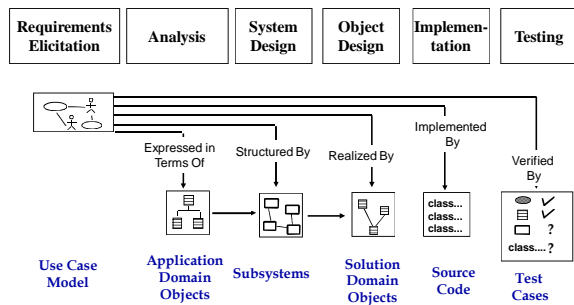 Requirements
Elicitation
Analysis
System
Design
Object
Design
Implemen-
tation
Testing
Expressed in
Terms Of
Structured By
Realized By
Implemented
By
Verified
By
class...
class...
class...
?
class.... ?
Use Case
Model
Application
Domain
Objects
Subsystems
Solution
Domain
Objects
Source
Code
Test
Cases